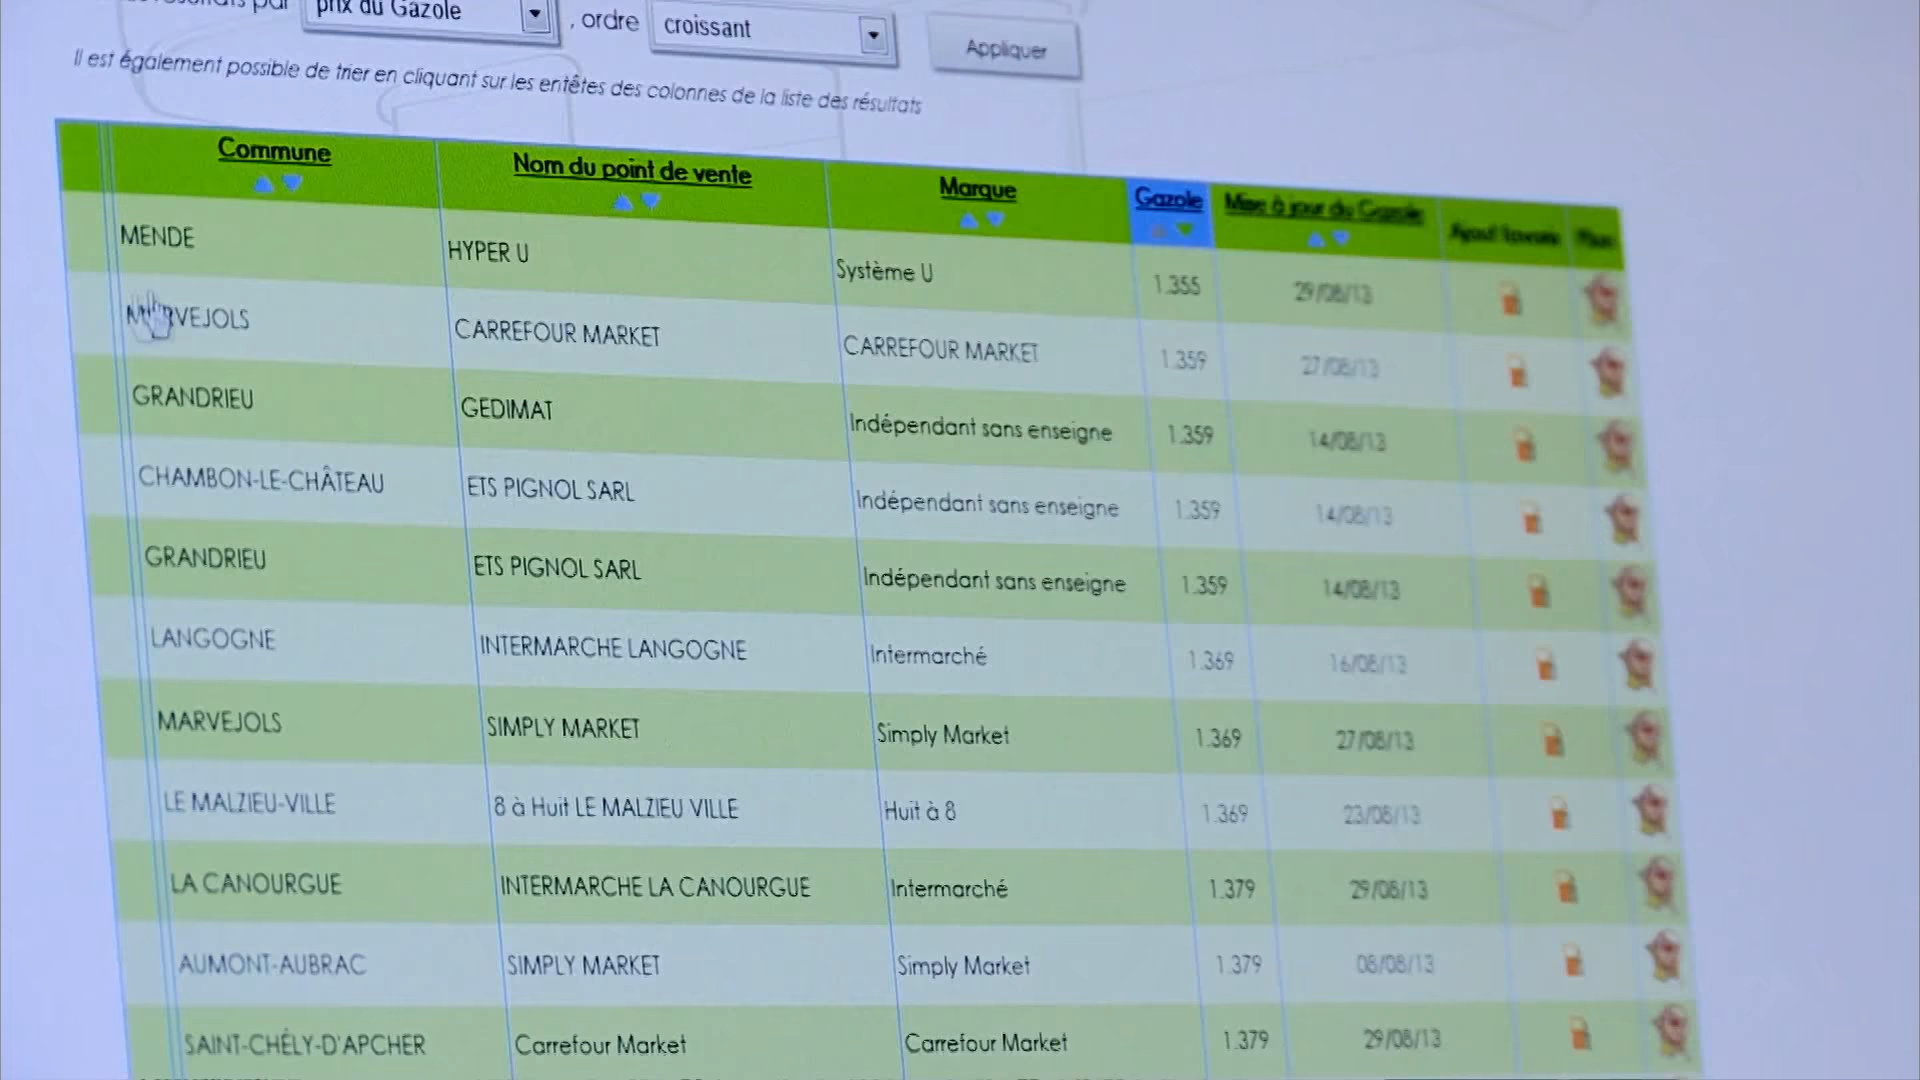 par prix du Gazole , ordre croissant Appliquer
Il est également possible de trier en cliquant sur les entêtes des colonnes de la liste des résultats
Commune Nom du point de vente Marque Gazole Mise à jour du Gazole
MENDE HYPER U Système U 1.355 29/08/13
MARVEJOLS CARREFOUR MARKET CARREFOUR MARKET 1.359 27/08/13
GRANDRIEU GEDIMAT Indépendant sans enseigne 1.359 14/08/13
CHAMBON-LE-CHÂTEAU ETS PIGNOL SARL Indépendant sans enseigne 1.359 14/08/13
GRANDRIEU ETS PIGNOL SARL Indépendant sans enseigne 1.359 14/08/13
LANGOGNE INTERMARCHE LANGOGNE Intermarché 1.369 16/08/13
MARVEJOLS SIMPLY MARKET Simply Market 1.369 27/08/13
LE MALZIEU-VILLE 8 à Huit LE MALZIEU VILLE Huit à 8 1.369 23/08/13
LA CANOURGUE INTERMARCHE LA CANOURGUE Intermarché 1.379 29/08/13
AUMONT-AUBRAC SIMPLY MARKET Simply Market 1.379 08/08/13
SAINT-CHÉLY-D'APCHER Carrefour Market Carrefour Market 1.379 29/08/13